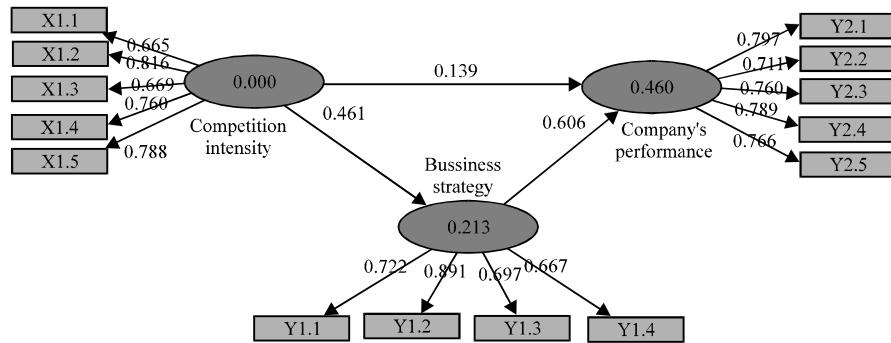 X1.1
X1.2
X1.3
X1.4
X1.5
0.665
0.816
0.669
0.760
0.788
0.000
Competition
intensity
0.139
0.461
0.606
0.460
Company's
performance
0.797
0.711
0.760
0.789
0.766
Y2.1
Y2.2
Y2.3
Y2.4
Y2.5
Bussiness
strategy
0.213
0.722
0.891
0.697
0.667
Y1.1
Y1.2
Y1.3
Y1.4